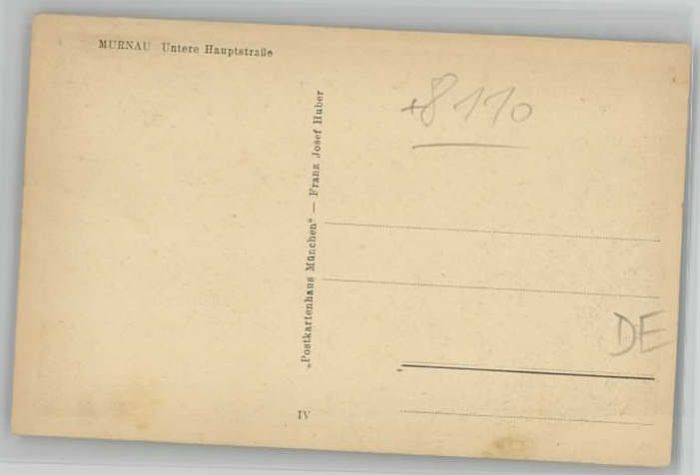 MURNAU Untere Hauptstraße
„Postkartenhaus München“ — Franz Josef Huber
IV
+8110
DE